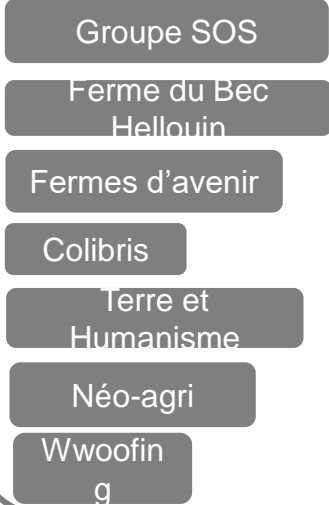 Groupe SOS
Ferme du Bec
Hellouin
Fermes d’avenir
Colibris
Terre et
Humanisme
Néo-agri
Wwoofin
g